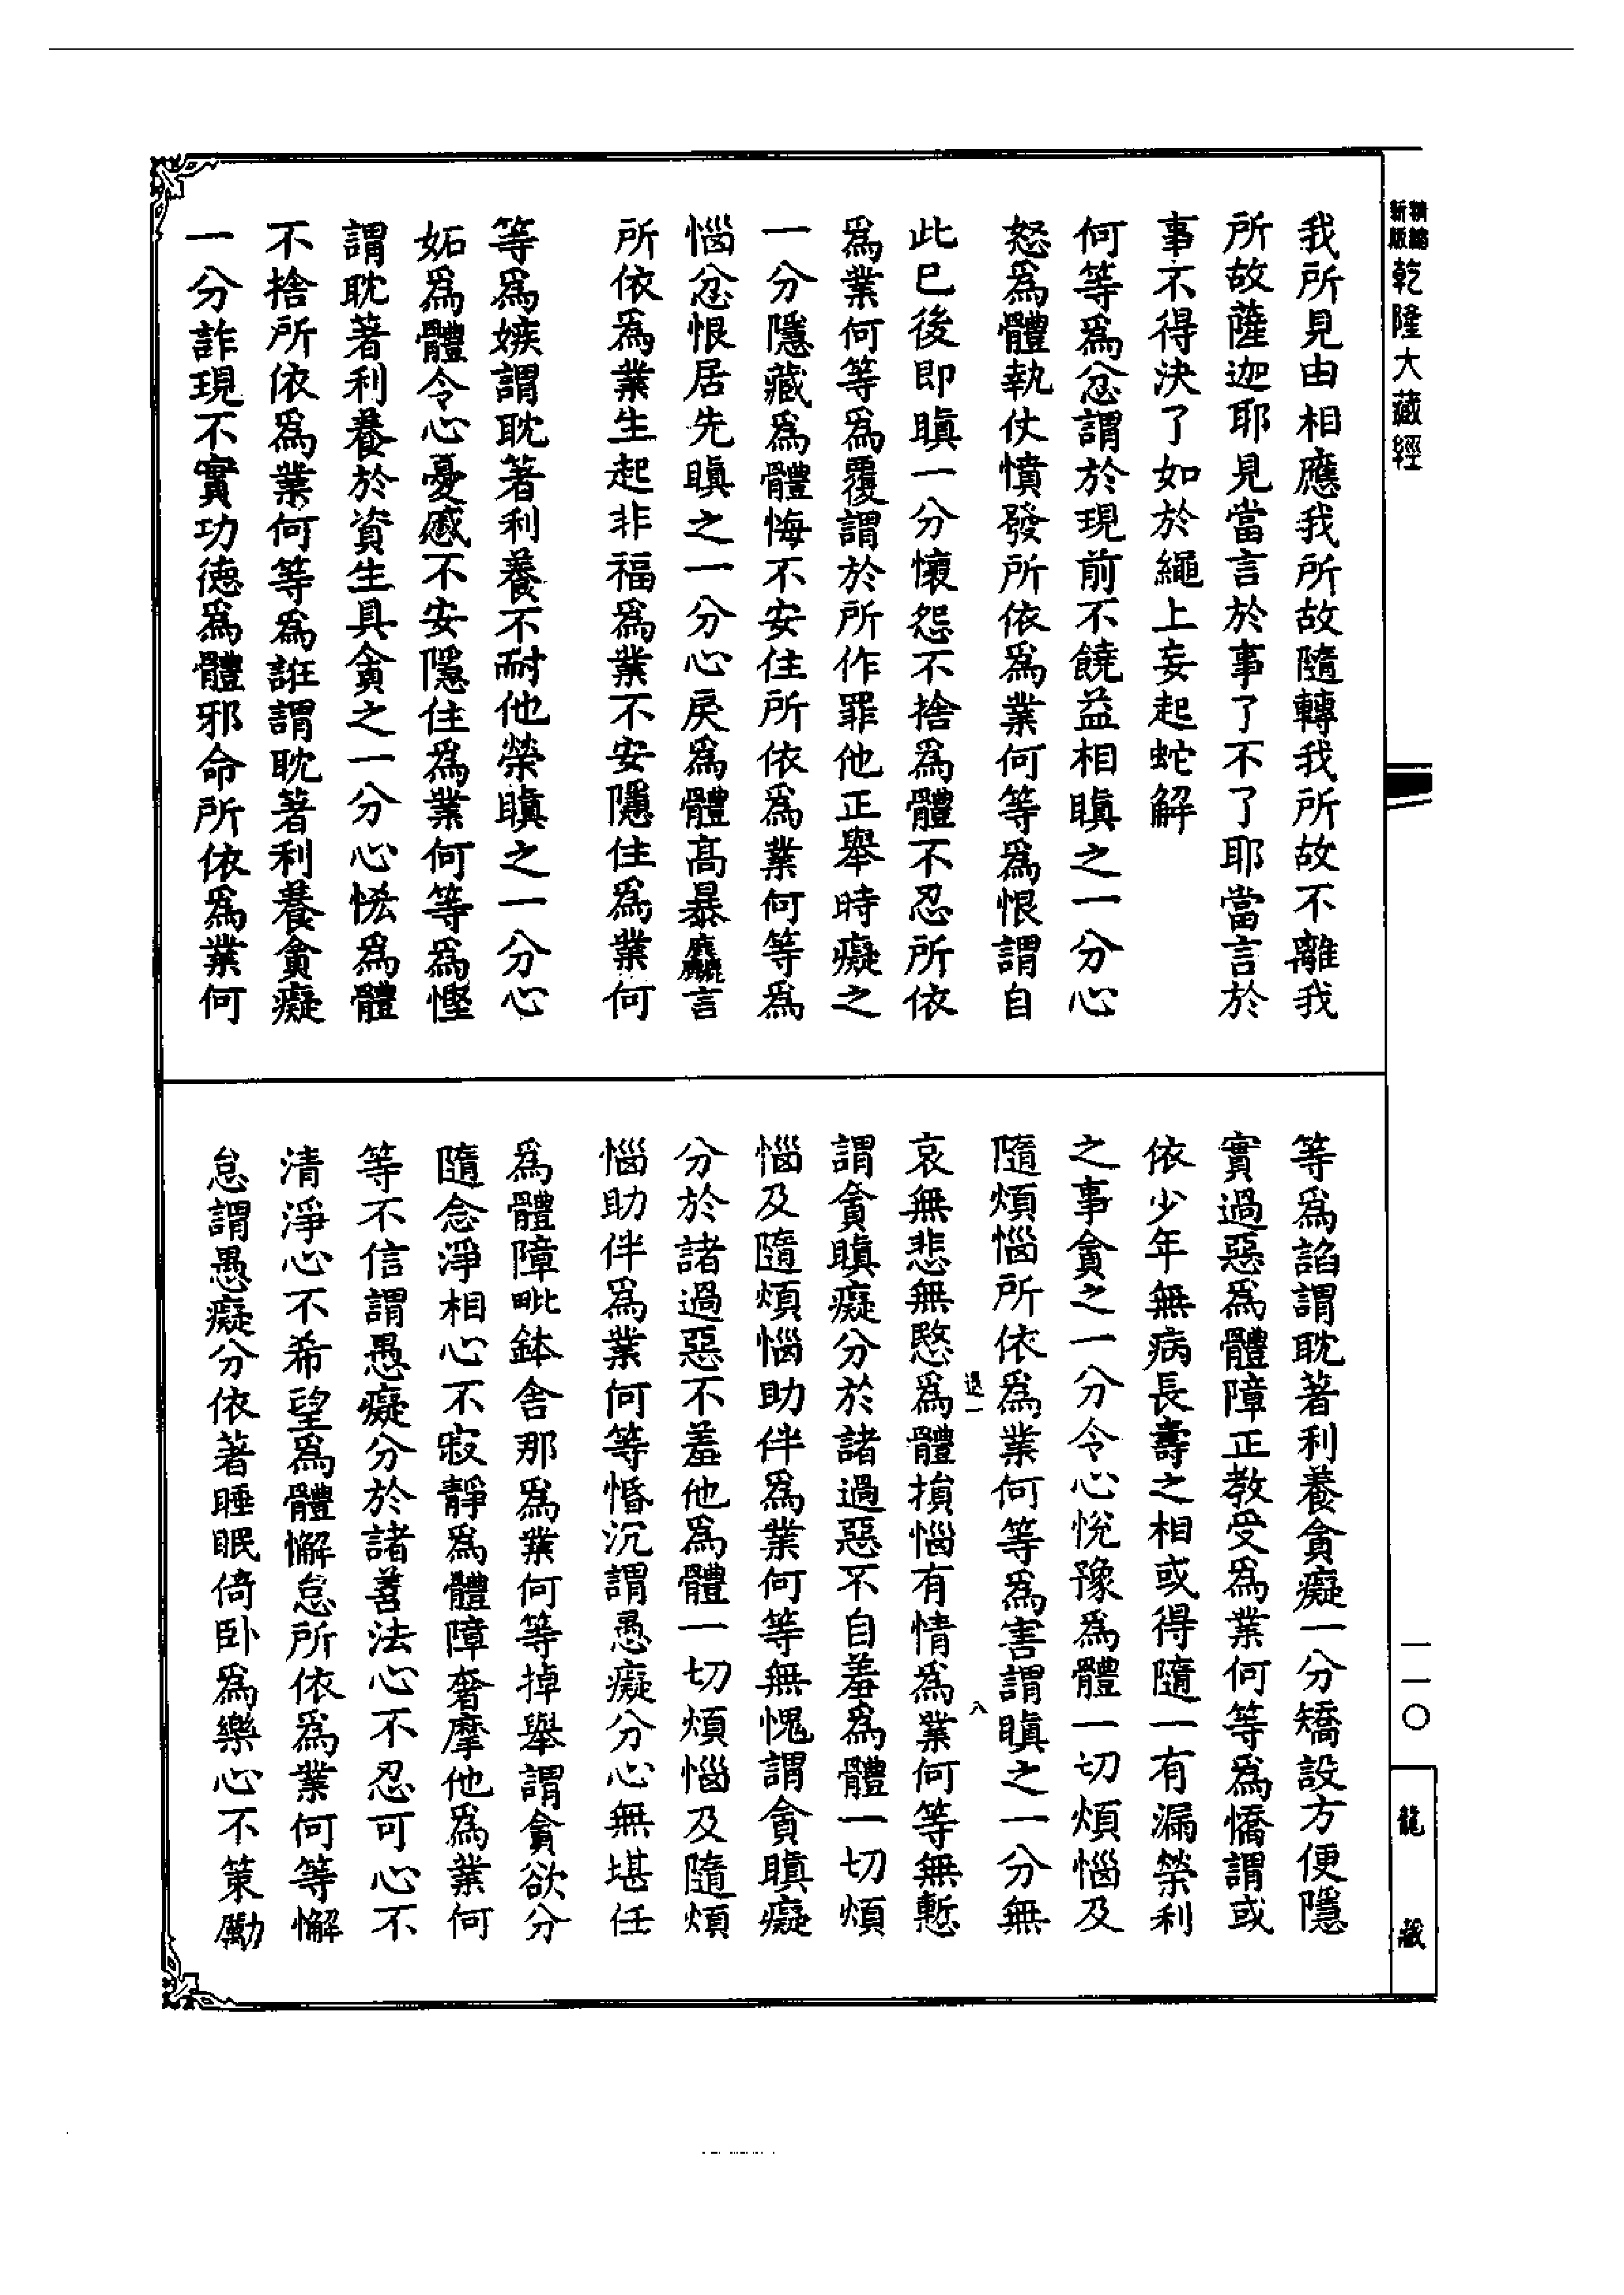 精縮新版乾隆大藏經
我所見由相應我所故隨轉我所故不離我
所故薩迦耶見當言於事了不了耶當言於
事不得決了如於繩上妄起蛇解
何等爲忿謂於現前不饒益相瞋之一分心
怒爲體執仗憤發所依爲業何等爲恨謂自
此已後即瞋一分懷怨不捨爲體不忍所依
爲業何等爲覆謂於所作罪他正舉時癡之
一分隱藏爲體悔不安住所依爲業何等爲
惱忿恨居先瞋之一分心戾爲體高暴麤言
所依爲業生起非福爲業不安隱住爲業何
等爲嫉謂耽著利養不耐他榮瞋之一分心
妬爲體令心憂慼不安隱住爲業何等爲慳
謂耽著利養於資生具貪之一分心悋爲體
不捨所依爲業何等爲誑謂耽著利養貪癡
一分詐現不實功德爲體邪命所依爲業何
等爲諂謂耽著利養貪癡一分矯設方便隱
實過惡爲體障正教受爲業何等爲憍謂或
依少年無病長壽之相或得隨一有漏榮利
之事貪之一分令心悅豫爲體一切煩惱及
隨煩惱所依爲業何等爲害謂瞋之一分無
哀無悲無愍爲體損惱有情爲業何等無慙
謂貪瞋癡分於諸過惡不自羞爲體一切煩
惱及隨煩惱助伴爲業何等無愧謂貪瞋癡
分於諸過惡不羞他爲體一切煩惱及隨煩
惱助伴爲業何等惛沉謂愚癡分心無堪任
爲體障毗鉢舍那爲業何等掉舉謂貪欲分
隨念淨相心不寂靜爲體障奢摩他爲業何
等不信謂愚癡分於諸善法心不忍可心不
清淨心不希望爲體懈怠所依爲業何等懈
怠謂愚癡分依著睡眠倚卧爲樂心不策勵
一一〇
龍藏
八